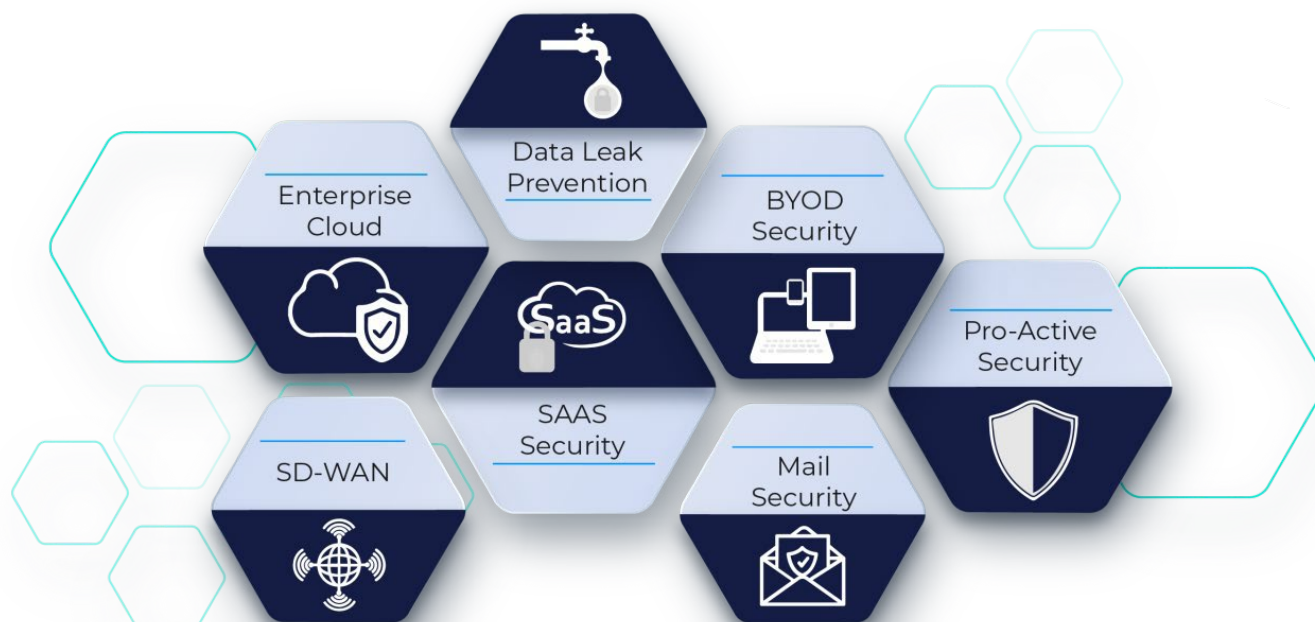 Data Leak
Prevention
Enterprise
Cloud
BYOD
Security
SaaS
Pro-Active
Security
SAAS
Security
SD-WAN
Mail
Security